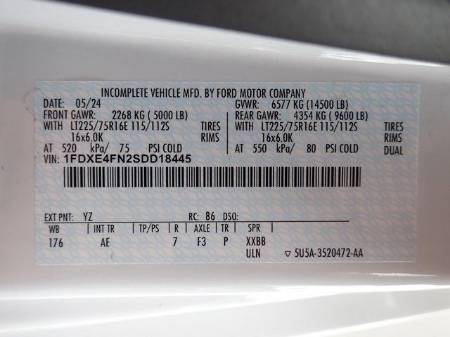 INCOMPLETE VEHICLE MFD. BY FORD MOTOR COMPANY
DATE: 05/24 GVWR: 6577 KG (14500 LB)
FRONT GAWR: 2268 KG ( 5000 LB) REAR GAWR: 4354 KG ( 9600 LB)
WITH LT225/75R16E 115/112S TIRES WITH LT225/75R16E 115/112S TIRES
16x6.0K RIMS 16x6.0K RIMS
AT 520 kPa/ 75 PSI COLD AT 550 kPa/ 80 PSI COLD DUAL
VIN: 1FDXE4FN2SDD18445
EXT PNT: YZ RC: 86 DSO:
WB INT TR TP/PS R AXLE TR SPR
176 AE 7 F3 P XXBB
ULN ▽ 5U5A-3520472-AA